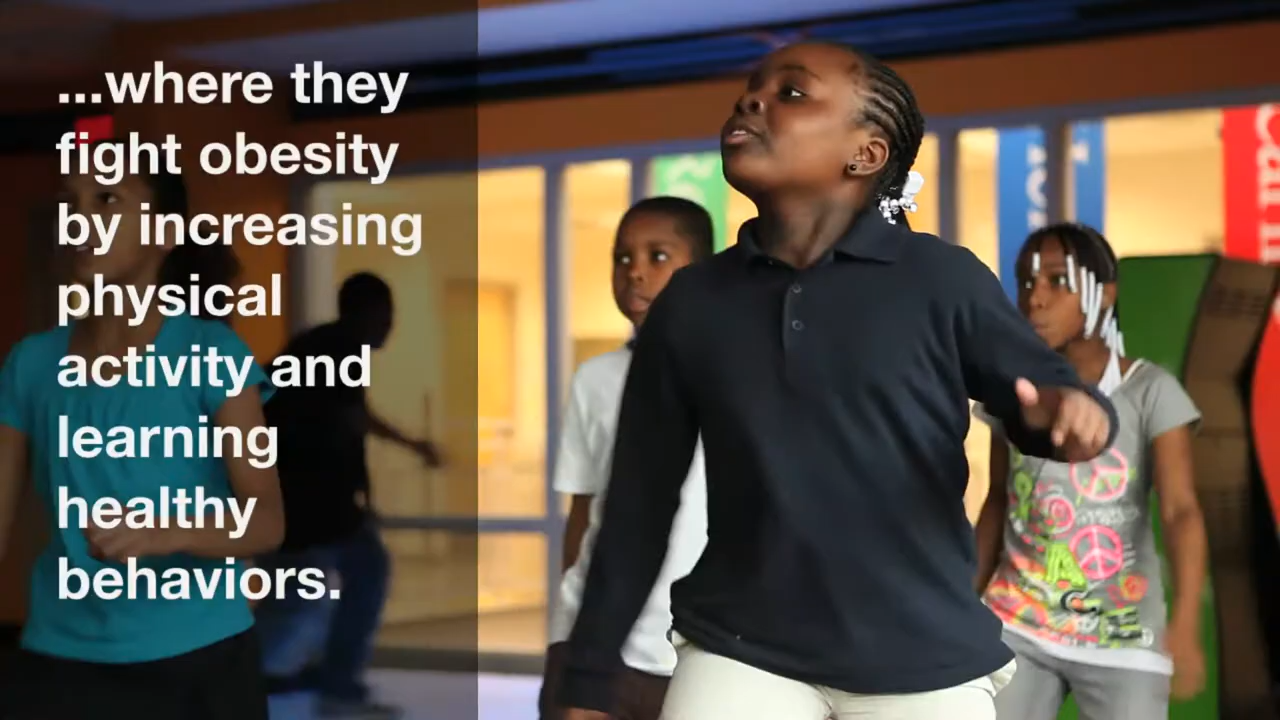 ...where they
fight obesity
by increasing
physical
activity and
learning
healthy
behaviors.